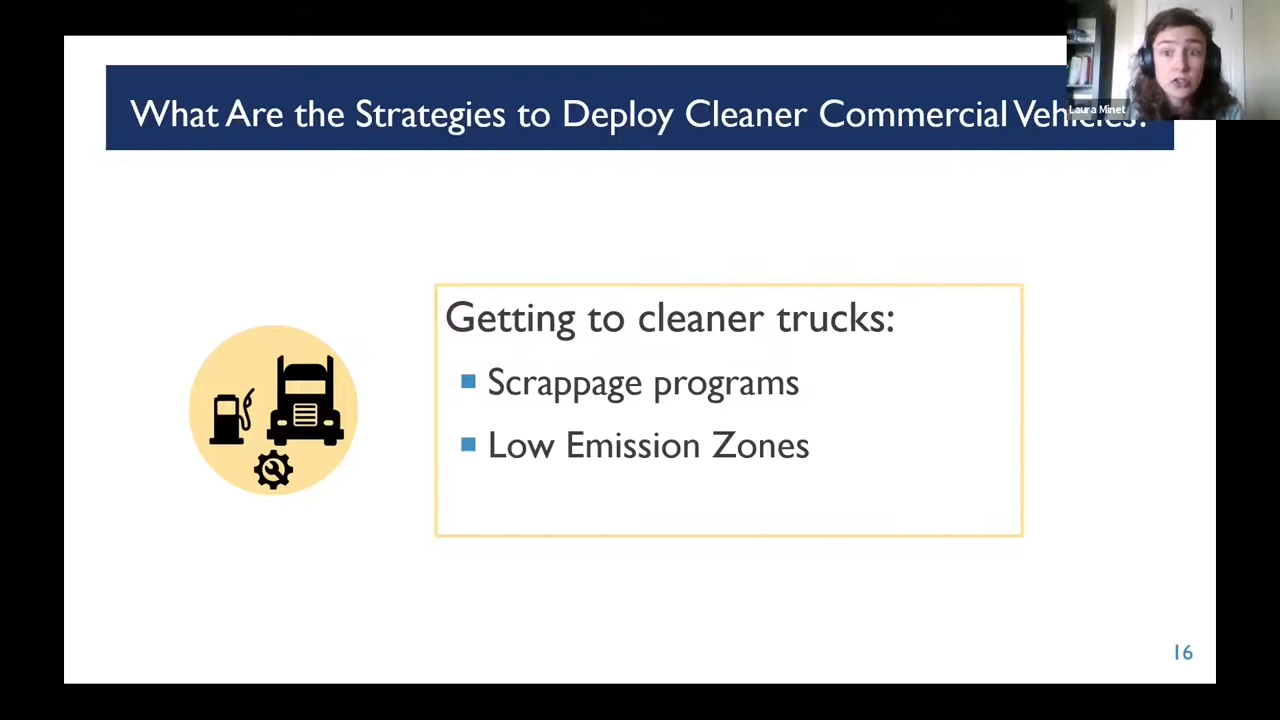 What Are the Strategies to Deploy Cleaner Commercial Vehicles?
Laura Minet
Getting to cleaner trucks:
Scrappage programs
Low Emission Zones
16